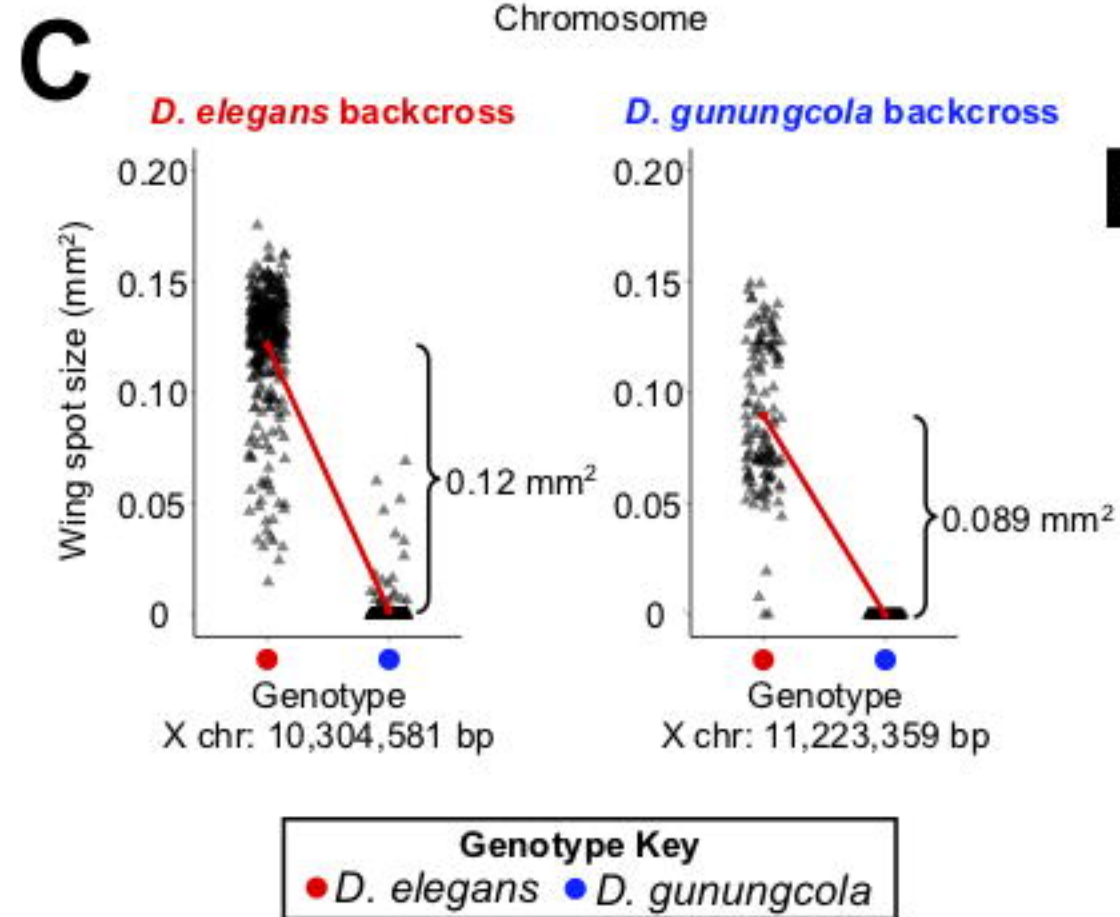 Chromosome
C
D. elegans backcross
D. gunungcola backcross
Wing spot size (mm²)
0.20
0.15
0.10
0.05
0
0.12 mm²
Genotype
X chr: 10,304,581 bp
0.20
0.15
0.10
0.05
0
0.089 mm²
Genotype
X chr: 11,223,359 bp
Genotype Key
D. elegans D. gunungcola